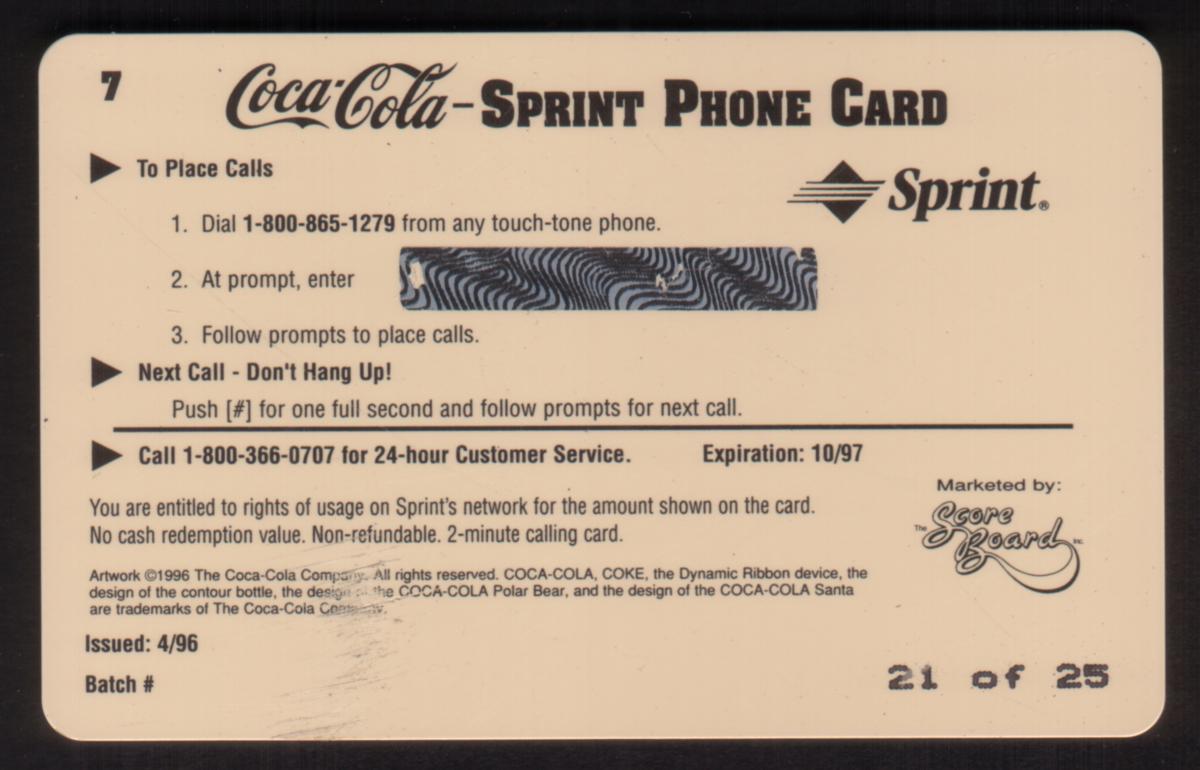 7
Coca-Cola – SPRINT PHONE CARD
To Place Calls
Sprint®
1. Dial 1-800-865-1279 from any touch-tone phone.
2. At prompt, enter
3. Follow prompts to place calls.
Next Call - Don't Hang Up!
Push [#] for one full second and follow prompts for next call.
Call 1-800-366-0707 for 24-hour Customer Service. Expiration: 10/97
Marketed by:
The Score Board Inc.
You are entitled to rights of usage on Sprint's network for the amount shown on the card.
No cash redemption value. Non-refundable. 2-minute calling card.
Artwork ©1996 The Coca-Cola Company. All rights reserved. COCA-COLA, COKE, the Dynamic Ribbon device, the
design of the contour bottle, the design of the COCA-COLA Polar Bear, and the design of the COCA-COLA Santa
are trademarks of The Coca-Cola Company.
Issued: 4/96
Batch #
21 of 25